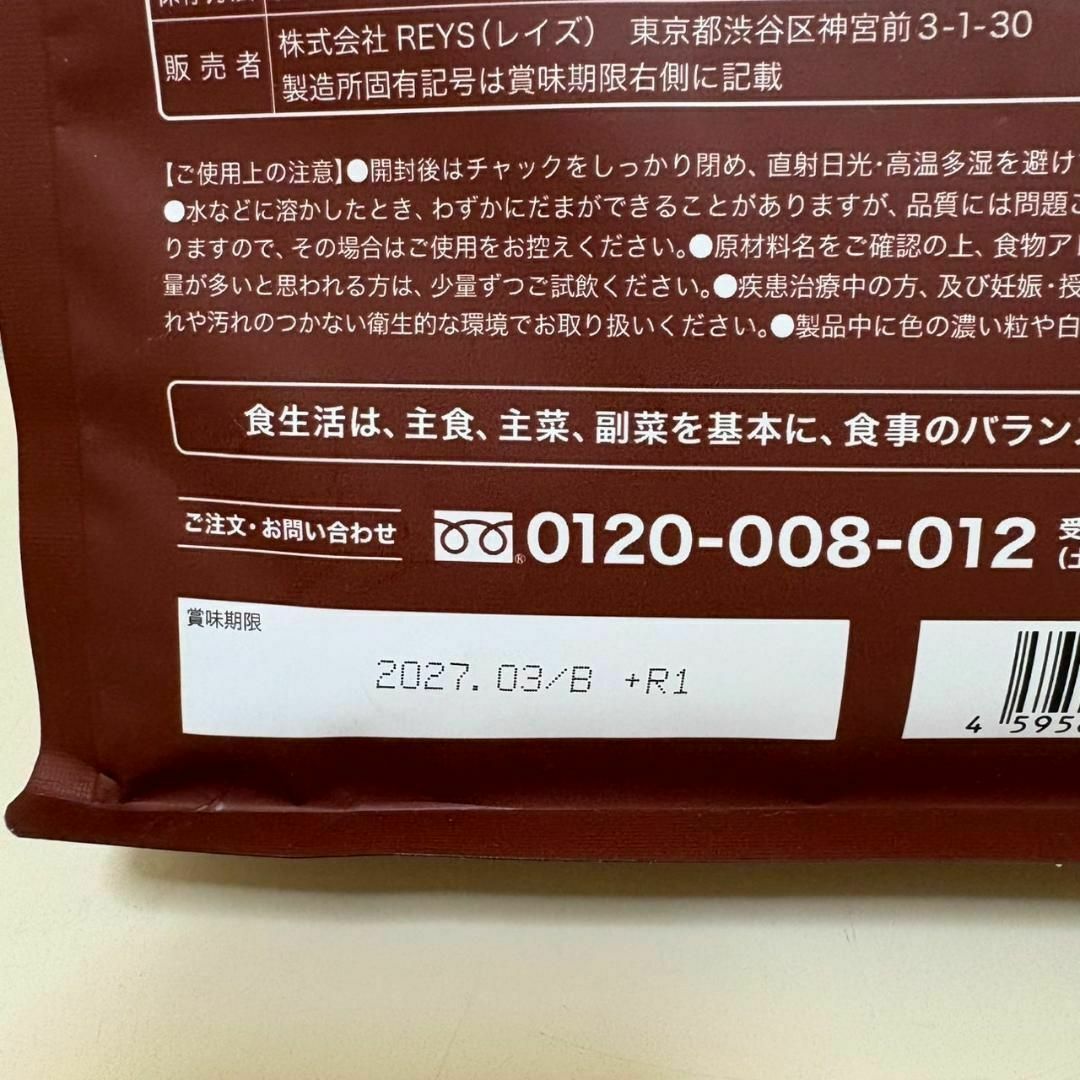 販売者
株式会社 REYS(レイズ) 東京都渋谷区神宮前3-1-30
製造所固有記号は賞味期限右側に記載
【ご使用上の注意】●開封後はチャックをしっかり閉め、直射日光・高温多湿を避け
●水などに溶かしたとき、わずかにだまができることがありますが、品質には問題
りますので、その場合はご使用をお控えください。●原材料名をご確認の上、食物ア
量が多いと思われる方は、少量ずつご試飲ください。●疾患治療中の方、及び妊娠・授
れや汚れのつかない衛生的な環境でお取り扱いください。●製品中に色の濃い粒や白
食生活は、主食、主菜、副菜を基本に、食事のバラン
ご注文・お問い合わせ 0120-008-012 受
賞味期限
2027.03/B +R1
4 595